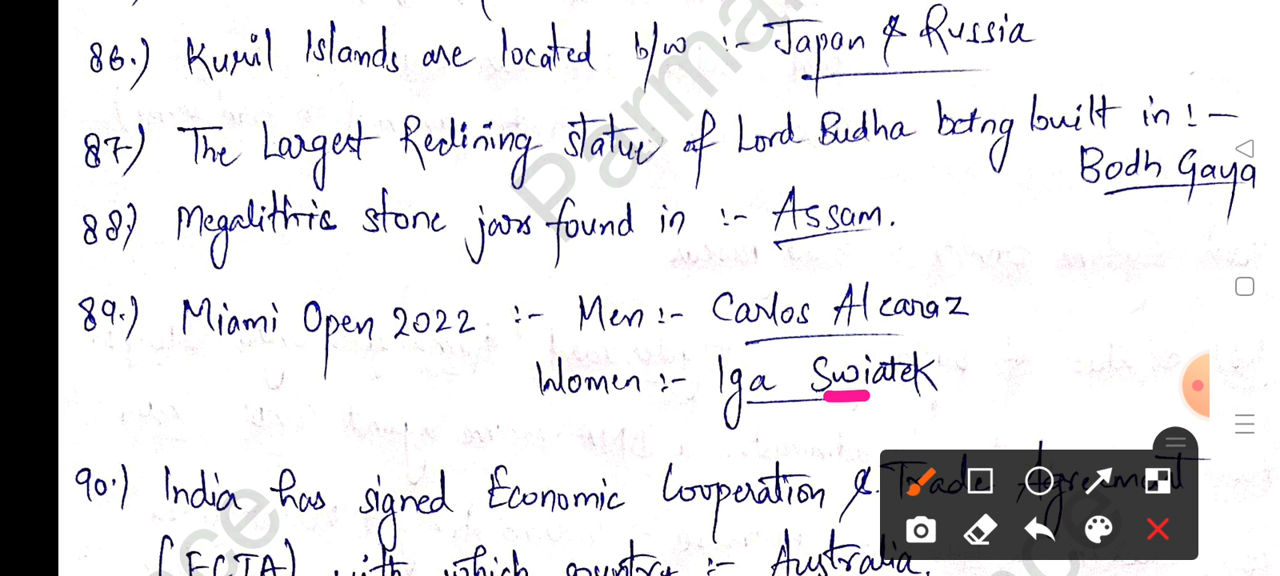 86.) Kuril Islands are located b/w :- Japan & Russia
87.) The Largest Reclining statue of Lord Budha being built in :-
Bodh Gaya
88.) Megalithic stone jars found in :- Assam.
89.) Miami Open 2022 :- Men :- Carlos Alcaraz
Women :- Iga Swiatek
90.) India has signed Economic Cooperation & Trade Agreement
(ECTA) with which country :- Australia.